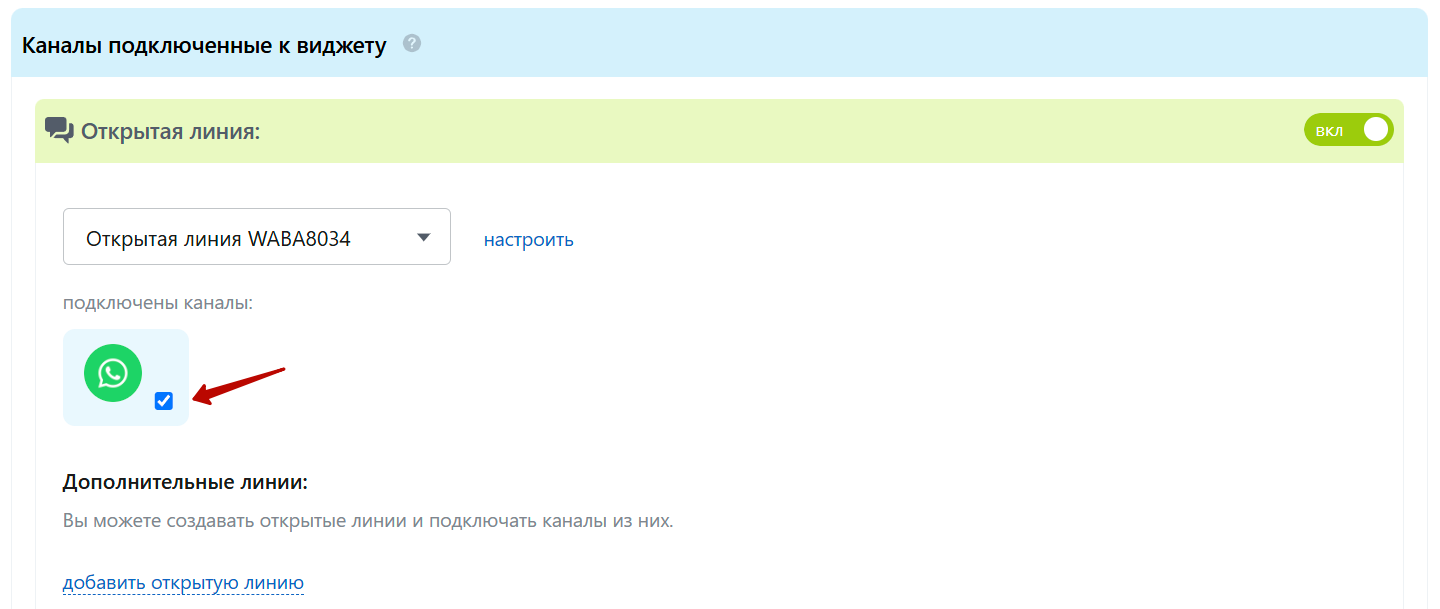 Каналы подключенные к виджету ?
Открытая линия:
вкл
Открытая линия WABA8034
настроить
подключены каналы:
Дополнительные линии:
Вы можете создавать открытые линии и подключать каналы из них.
добавить открытую линию